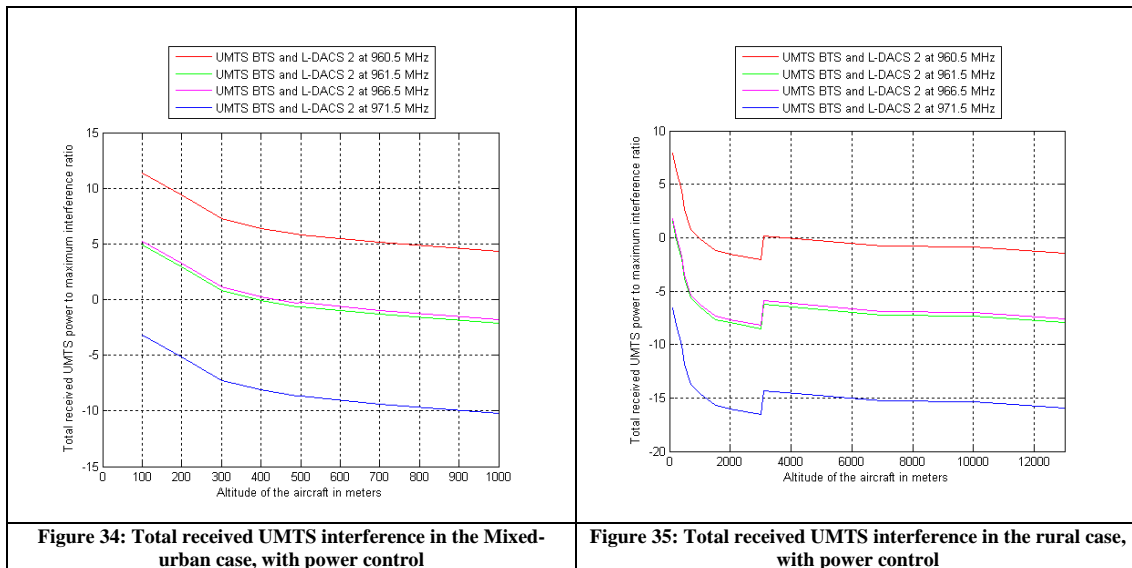 UMTS BTS and L-DACS 2 at 960.5 MHz
UMTS BTS and L-DACS 2 at 961.5 MHz
UMTS BTS and L-DACS 2 at 966.5 MHz
UMTS BTS and L-DACS 2 at 971.5 MHz
Total received UMTS power to maximum interference ratio
15
10
5
0
-5
-10
-15
0 100 200 300 400 500 600 700 800 900 1000
Altitude of the aircraft in meters
Figure 34: Total received UMTS interference in the Mixed-
urban case, with power control
UMTS BTS and L-DACS 2 at 960.5 MHz
UMTS BTS and L-DACS 2 at 961.5 MHz
UMTS BTS and L-DACS 2 at 966.5 MHz
UMTS BTS and L-DACS 2 at 971.5 MHz
Total received UMTS power to maximum interference ratio
10
5
0
-5
-10
-15
-20
0 2000 4000 6000 8000 10000 12000
Altitude of the aircraft in meters
Figure 35: Total received UMTS interference in the rural case,
with power control